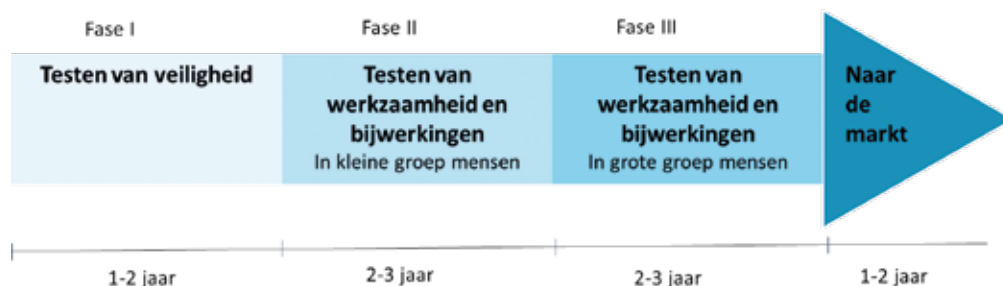 Fase I
Fase II
Fase III
Testen van veiligheid
Testen van
werkzaamheid en
bijwerkingen
In kleine groep mensen
Testen van
werkzaamheid en
bijwerkingen
In grote groep mensen
Naar
de
markt
1-2 jaar
2-3 jaar
2-3 jaar
1-2 jaar